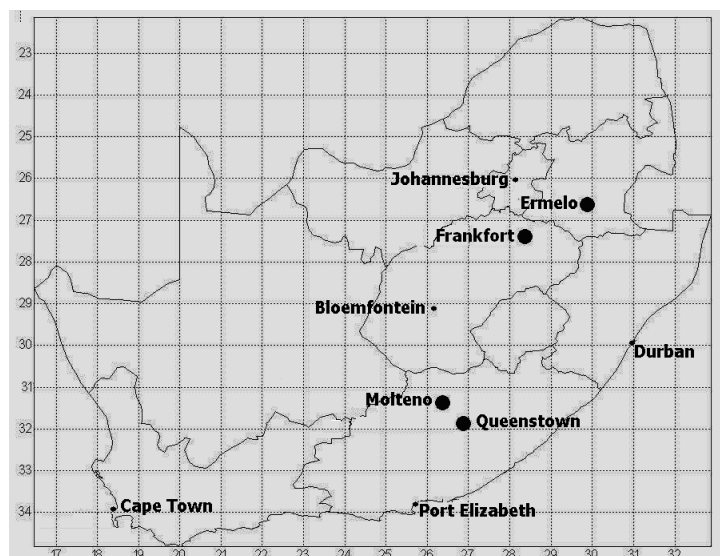 23
24
25
26
27
28
29
30
31
32
33
34
Johannesburg
Ermelo
Frankfort
Bloemfontein
Durban
Molteno
Queenstown
Cape Town
Port Elizabeth
17 18 19 20 21 22 23 24 25 26 27 28 29 30 31 32